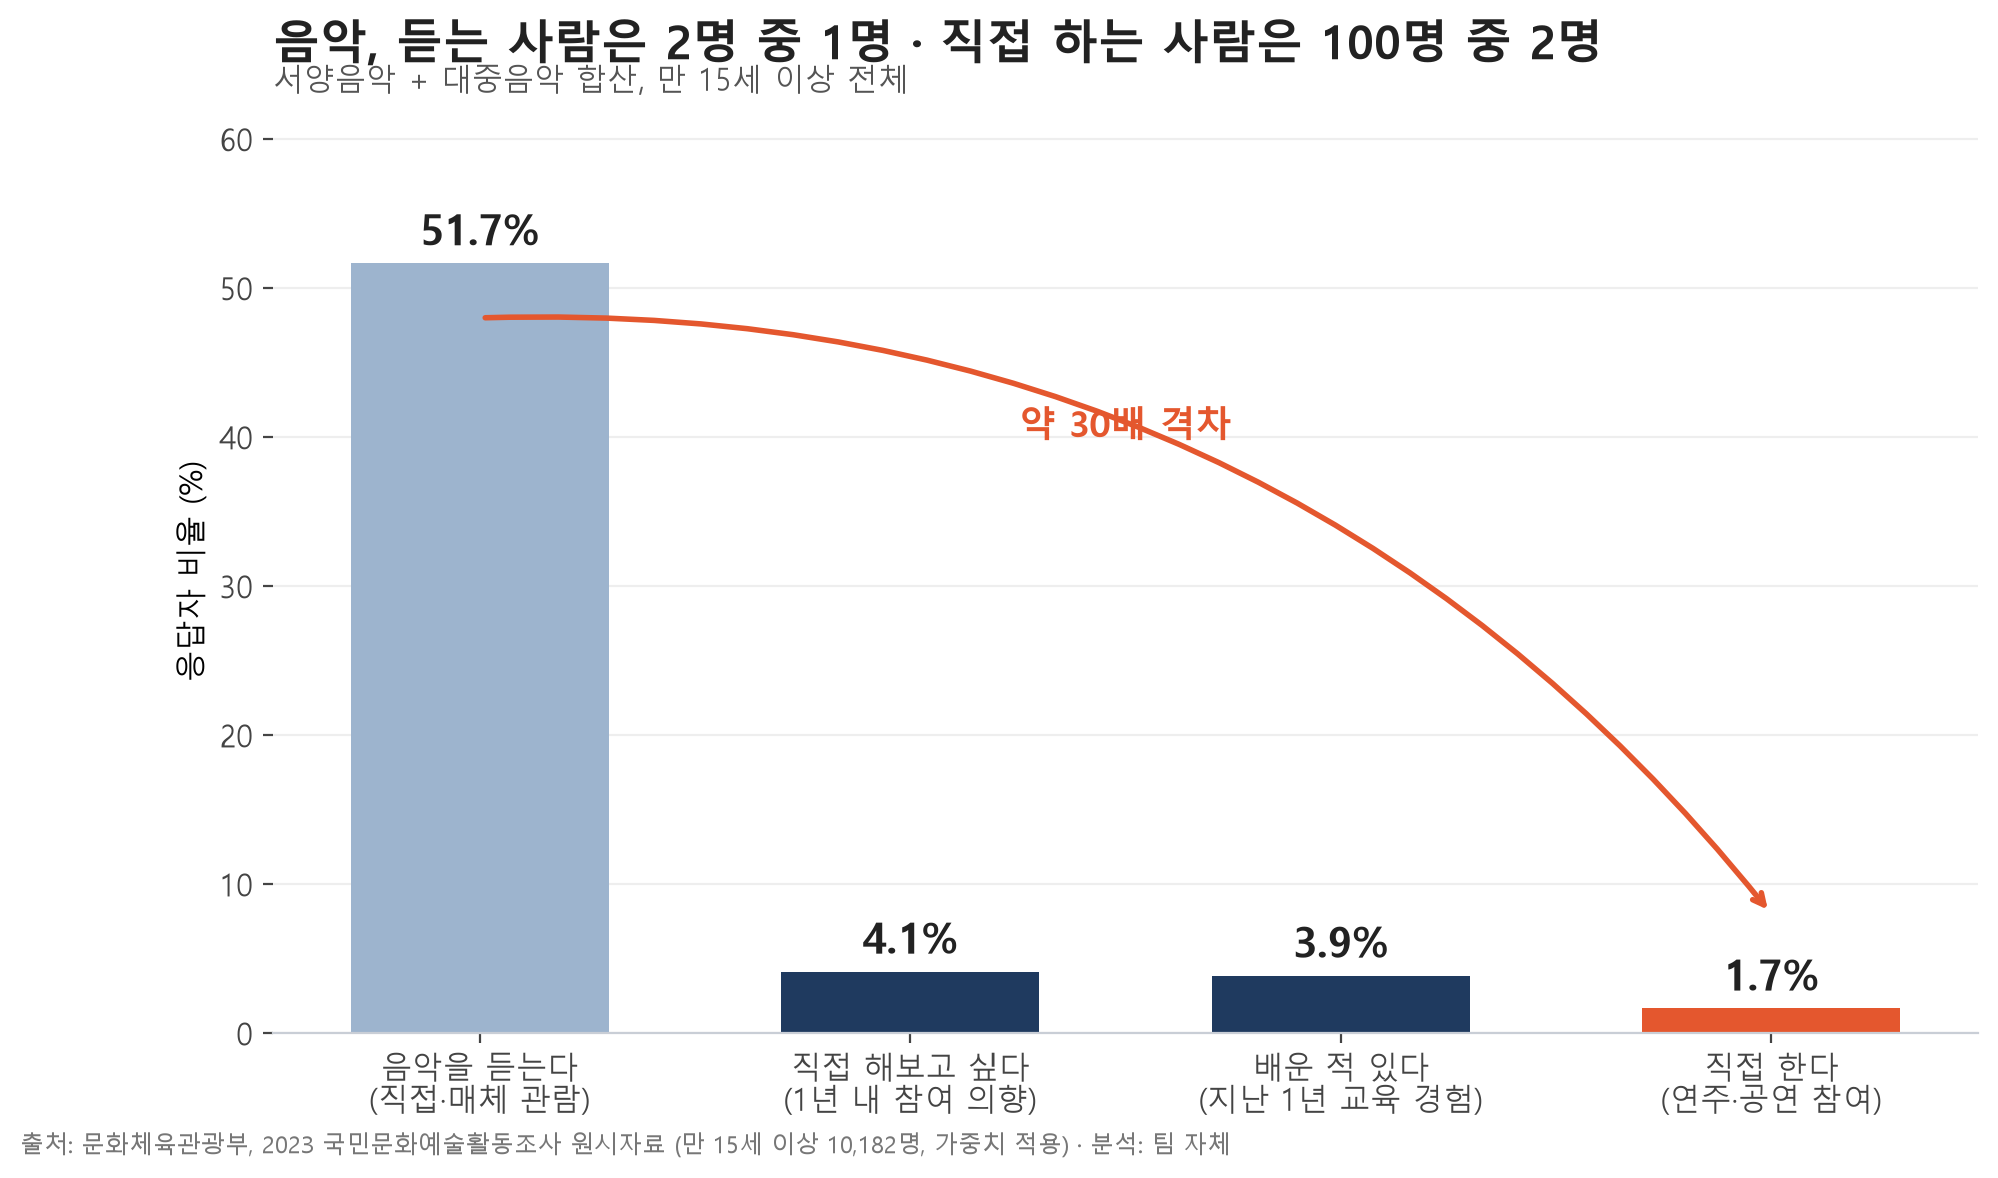 음악, 듣는 사람은 2명 중 1명 · 직접 하는 사람은 100명 중 2명
서양음악 + 대중음악 합산, 만 15세 이상 전체
응답자 비율 (%)
60
50
40
30
20
10
0
51.7%
약 30배 격차
4.1%
3.9%
1.7%
음악을 듣는다
(직접·매체 관람)
직접 해보고 싶다
(1년 내 참여 의향)
배운 적 있다
(지난 1년 교육 경험)
직접 한다
(연주·공연 참여)
출처: 문화체육관광부, 2023 국민문화예술활동조사 원시자료 (만 15세 이상 10,182명, 가중치 적용) · 분석: 팀 자체